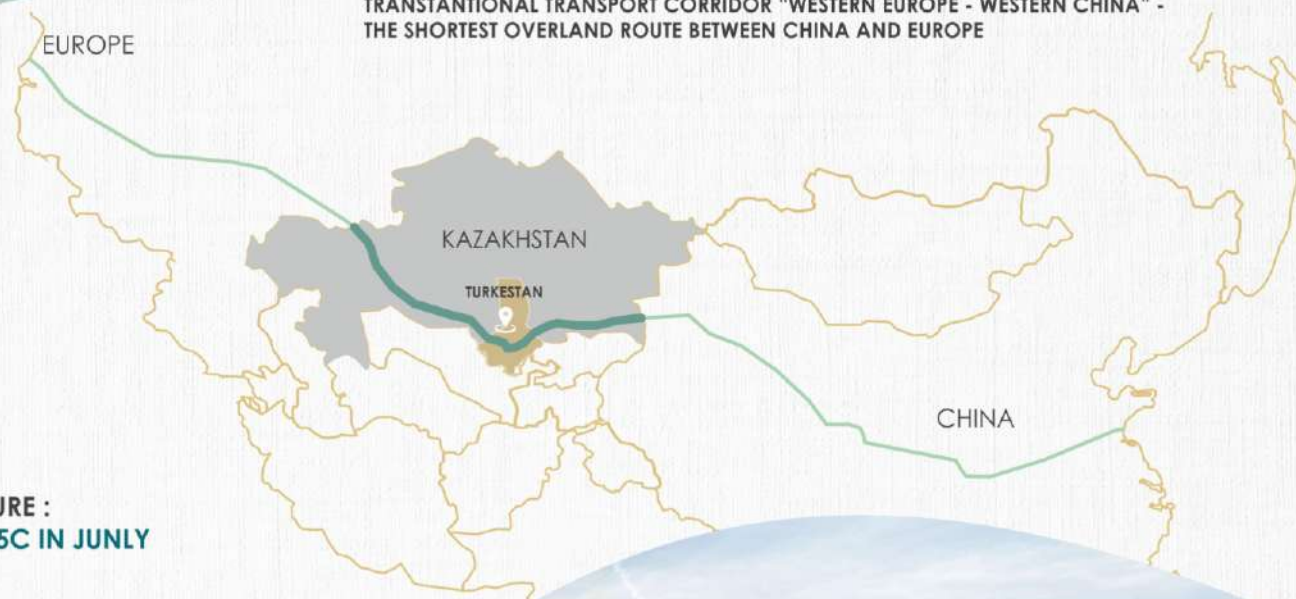 TRANSTANTIONAL TRANSPORT CORRIDOR "WESTERN EUROPE - WESTERN CHINA" -
THE SHORTEST OVERLAND ROUTE BETWEEN CHINA AND EUROPE
EUROPE
KAZAKHSTAN
TURKESTAN
CHINA
URE :
5C IN JUNLY